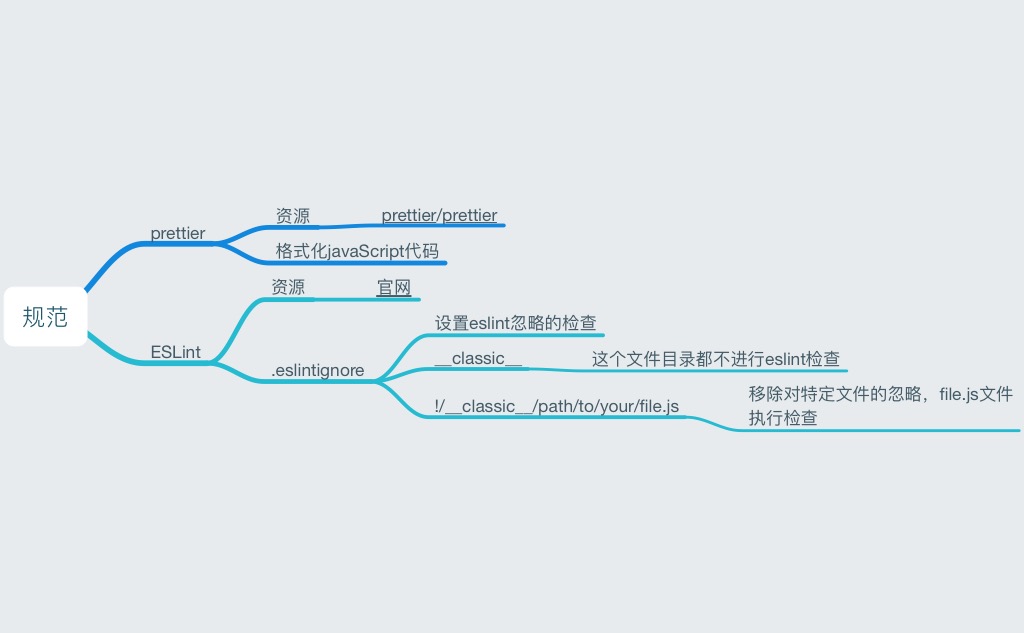 规范
prettier
资源
prettier/prettier
格式化javaScript代码
ESLint
资源
官网
.eslintignore
设置eslint忽略的检查
__classic__
这个文件目录都不进行eslint检查
!/__classic__/path/to/your/file.js
移除对特定文件的忽略，file.js文件
执行检查